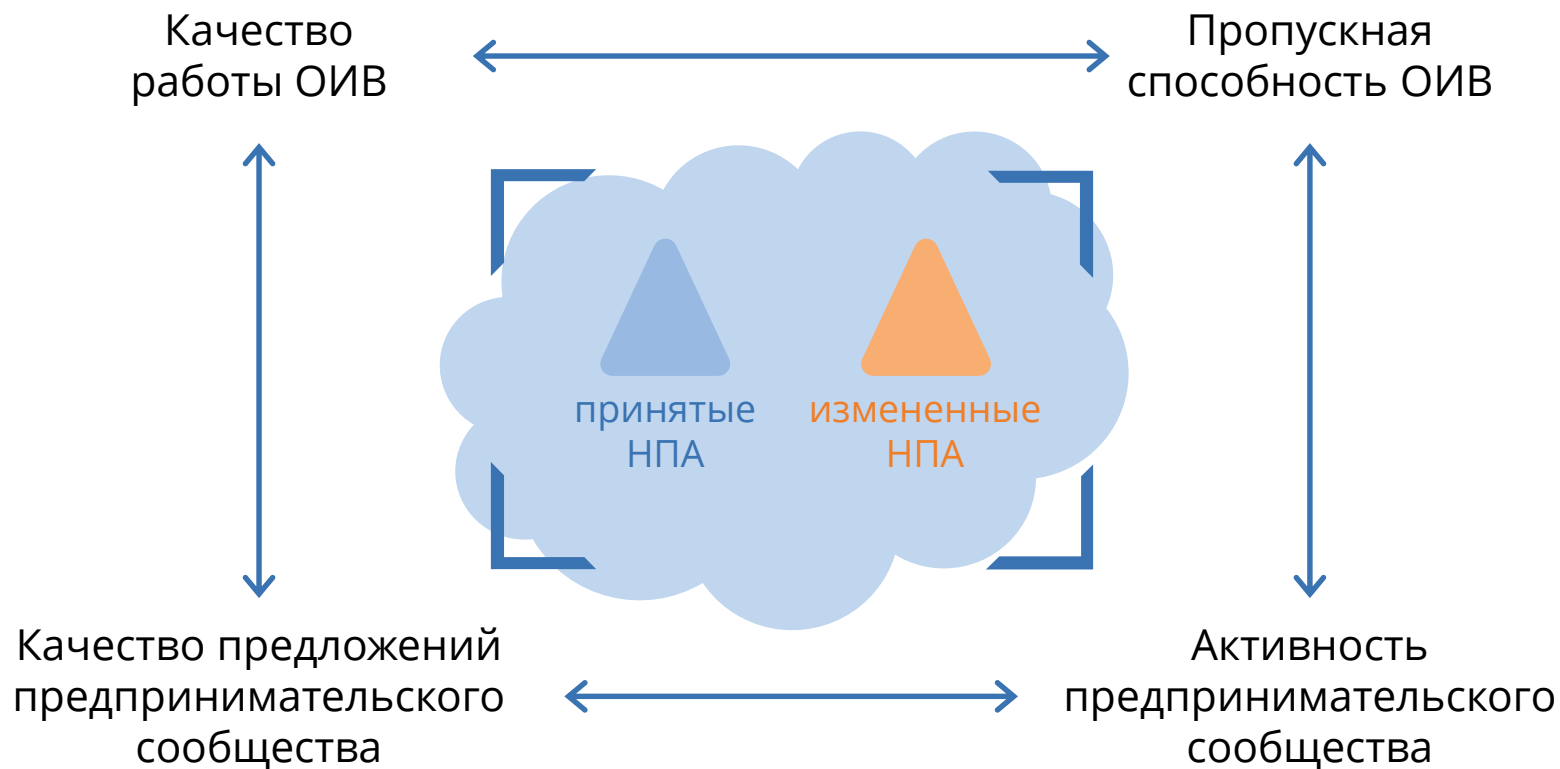 Качество
работы ОИВ
Пропускная
способность ОИВ
принятые
НПА
измененные
НПА
Качество предложений
предпринимательского
сообщества
Активность
предпринимательского
сообщества